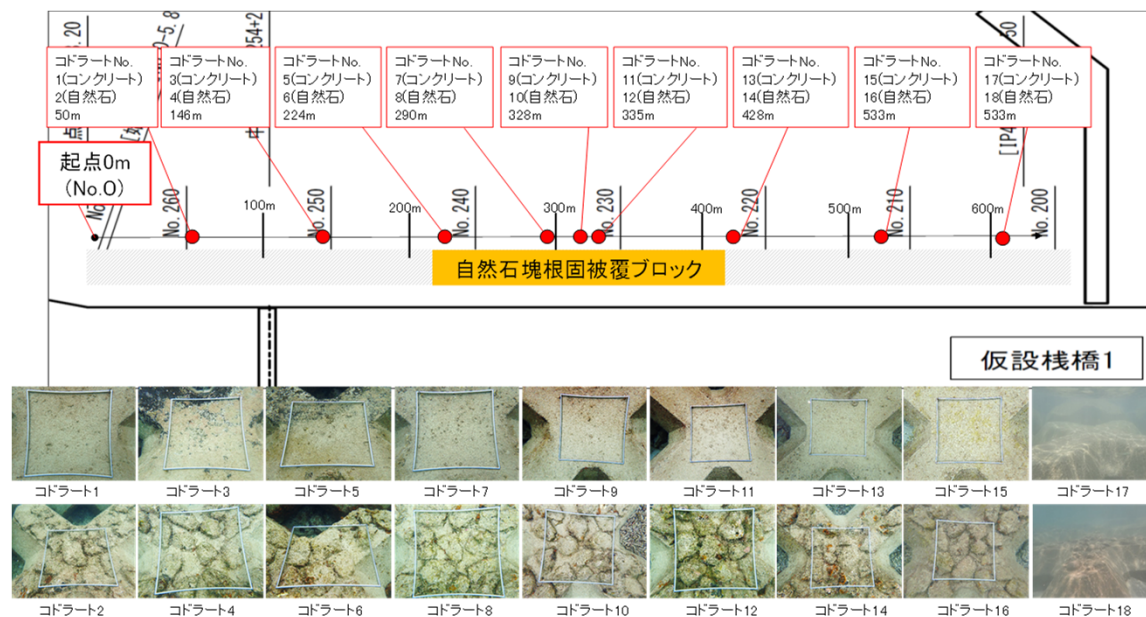 コドラートNo.
1(コンクリート)
2(自然石)
50m
コドラートNo.
3(コンクリート)
4(自然石)
146m
コドラートNo.
5(コンクリート)
6(自然石)
224m
コドラートNo.
7(コンクリート)
8(自然石)
290m
コドラートNo.
9(コンクリート)
10(自然石)
328m
コドラートNo.
11(コンクリート)
12(自然石)
335m
コドラートNo.
13(コンクリート)
14(自然石)
428m
コドラートNo.
15(コンクリート)
16(自然石)
533m
コドラートNo.
17(コンクリート)
18(自然石)
533m
起点0m
(No.0)
No.260
100m
No.250
200m
No.240
300m
No.230
400m
No.220
500m
No.210
600m
No.200
自然石塊根固被覆ブロック
仮設桟橋1
コドラート1
コドラート3
コドラート5
コドラート7
コドラート9
コドラート11
コドラート13
コドラート15
コドラート17
コドラート2
コドラート4
コドラート6
コドラート8
コドラート10
コドラート12
コドラート14
コドラート16
コドラート18